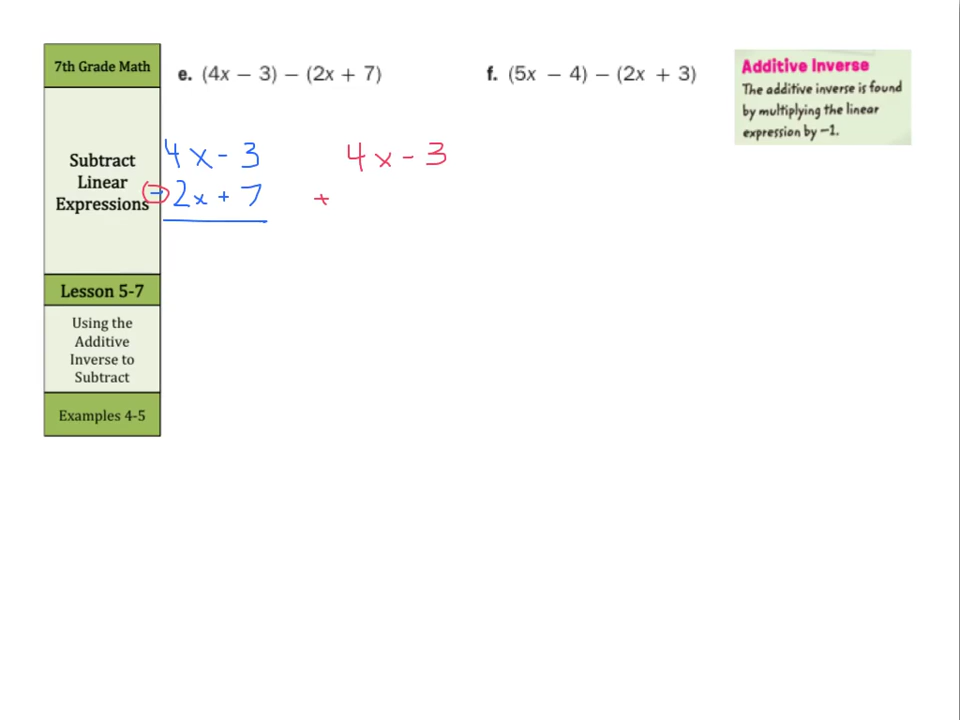 7th Grade Math
Subtract
Linear
Expressions
Lesson 5-7
Using the
Additive
Inverse to
Subtract
Examples 4-5
e. (4x − 3) − (2x + 7)
4x - 3
- 2x + 7
4x - 3
+
f. (5x − 4) − (2x + 3)
Additive Inverse
The additive inverse is found
by multiplying the linear
expression by −1.